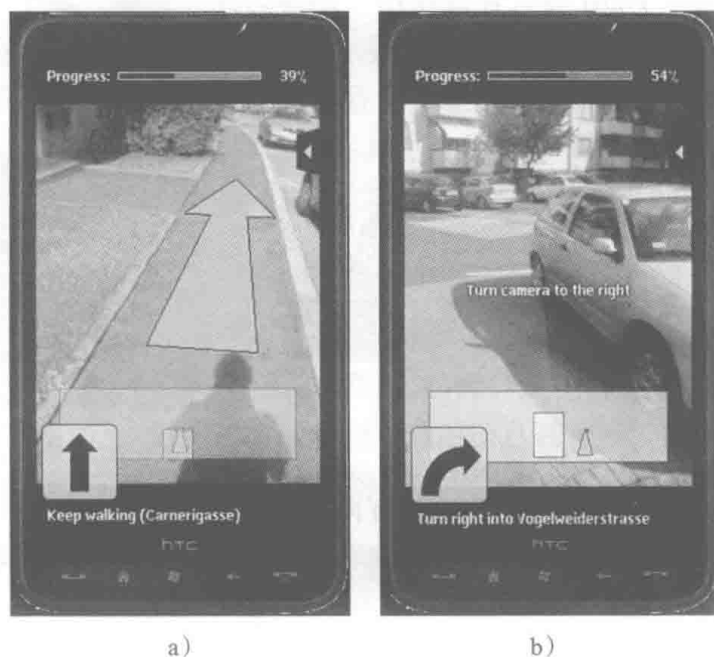 Progress: 39%
Keep walking (Carnerigasse)
hTC
a)
Progress: 54%
Turn camera to the right
Turn right into Vogelweiderstrasse
hTC
b)